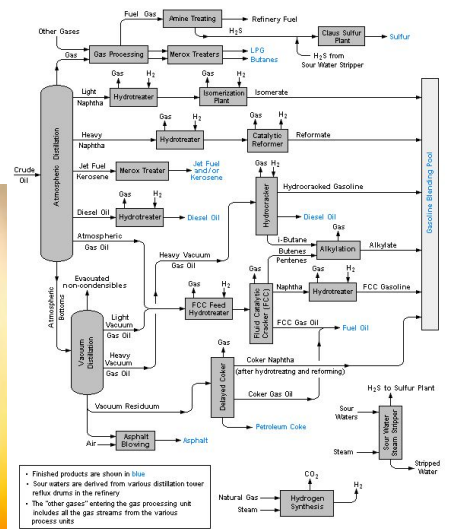 Fuel Gas
Amine Treating
Refinery Fuel
Other Gases
H2S
Claus Sulfur
Plant
Sulfur
Gas
Gas Processing
Merox Treaters
LPG
Butanes
H2S from
Sour Water Stripper
Gas
H2
Gas
H2
Light
Naphtha
Hydrotreater
Isomerization
Plant
Isomerate
Gas
H2
Heavy
Naphtha
Hydrotreater
Catalytic
Reformer
Reformate
Atmospheric Distillation
Crude
Oil
Jet Fuel
Kerosene
Merox Treater
Jet Fuel
and/or
Kerosene
Gas H2
Hydrocracker
Hydrocracked Gasoline
Gasoline Blending Pool
Gas
H2
Diesel Oil
Hydrotreater
Diesel Oil
Diesel Oil
Atmospheric
Gas Oil
i-Butane
Butenes
Pentenes
Gas
Alkylation
Alkylate
Heavy Vacuum
Gas Oil
Evacuated
non-condensibles
Atmospheric
Bottoms
Gas
H2
FCC Feed
Hydrotreater
Gas
Fluid Catalytic
Cracker (FCC)
Naphtha
Gas
H2
Hydrotreater
FCC Gasoline
FCC Gas Oil
Fuel Oil
Light
Vacuum
Gas Oil
Vacuum
Distillation
Heavy
Vacuum
Gas Oil
Gas
Delayed Coker
Coker Naphtha
(after hydrotreating and reforming)
Coker Gas Oil
Petroleum Coke
Vacuum Residuum
Air
Asphalt
Blowing
Asphalt
H2S to Sulfur Plant
Sour
Waters
Sour Water
Steam Stripper
Steam
Stripped
Water
CO2
Natural Gas
Steam
Hydrogen
Synthesis
H2
• Finished products are shown in blue
• Sour waters are derived from various distillation tower
reflux drums in the refinery
• The "other gases" entering the gas processing unit
includes all the gas streams from the various
process units